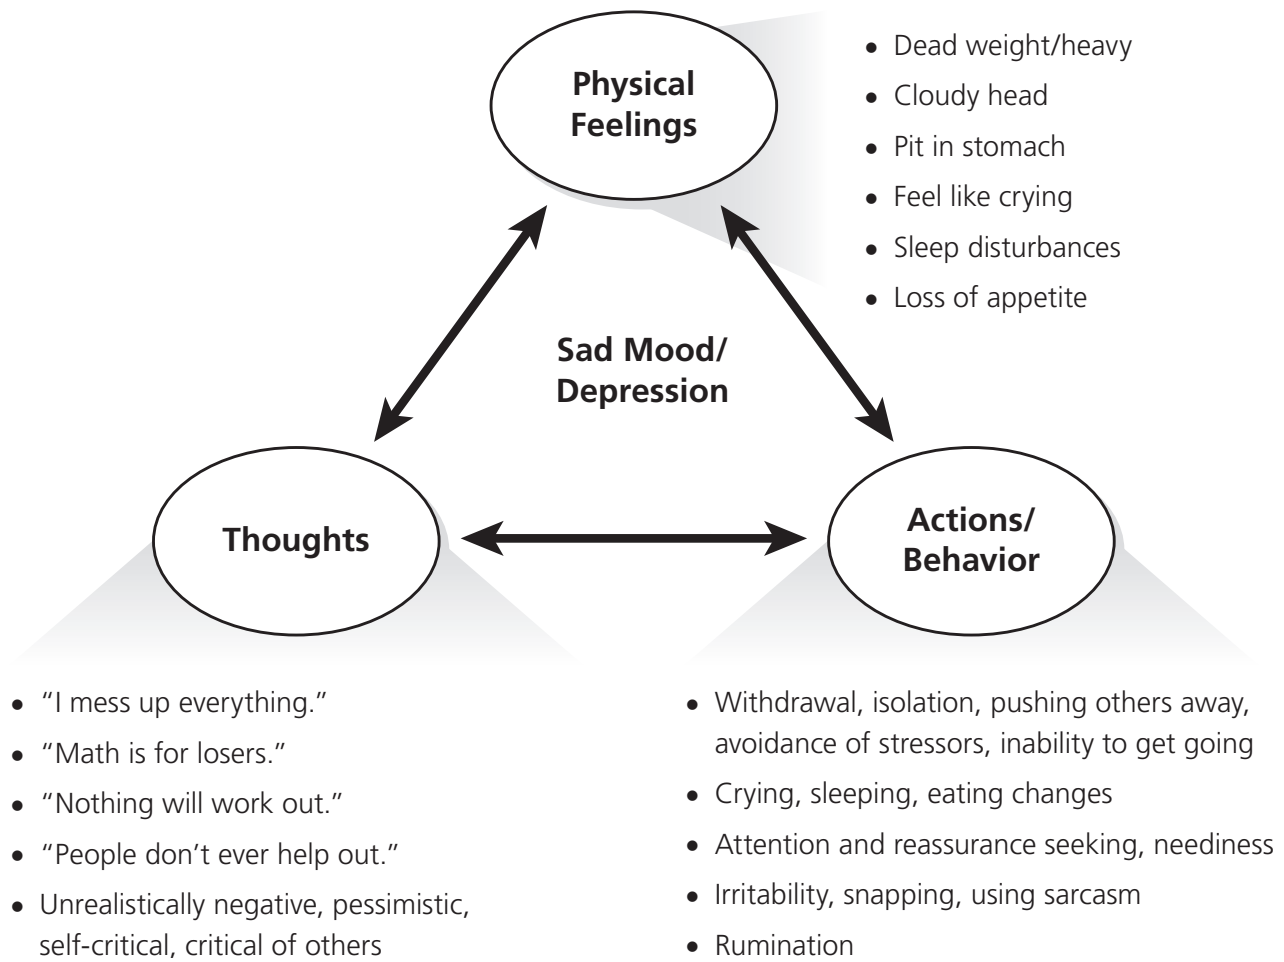 Physical
Feelings
• Dead weight/heavy
• Cloudy head
• Pit in stomach
• Feel like crying
• Sleep disturbances
• Loss of appetite
Sad Mood/
Depression
Thoughts
Actions/
Behavior
• “I mess up everything.”
• “Math is for losers.”
• “Nothing will work out.”
• “People don’t ever help out.”
• Unrealistically negative, pessimistic,
self-critical, critical of others
• Withdrawal, isolation, pushing others away,
avoidance of stressors, inability to get going
• Crying, sleeping, eating changes
• Attention and reassurance seeking, neediness
• Irritability, snapping, using sarcasm
• Rumination